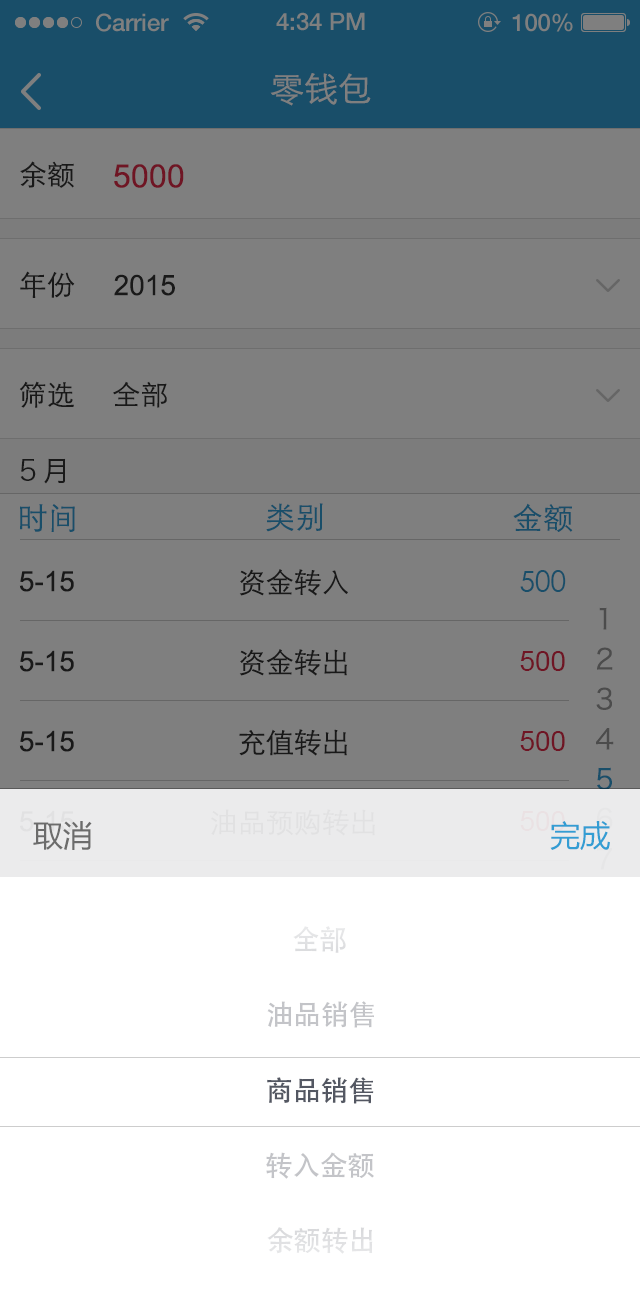 Carrier 4:34 PM 100%
零钱包
余额 5000
年份 2015
筛选 全部
5月
时间 类别 金额
5-15 资金转入 500
1
5-15 资金转出 500
2
3
5-15 充值转出 500
4
5
5-15 油品预购转出 500
取消 完成
全部
油品销售
商品销售
转入金额
余额转出